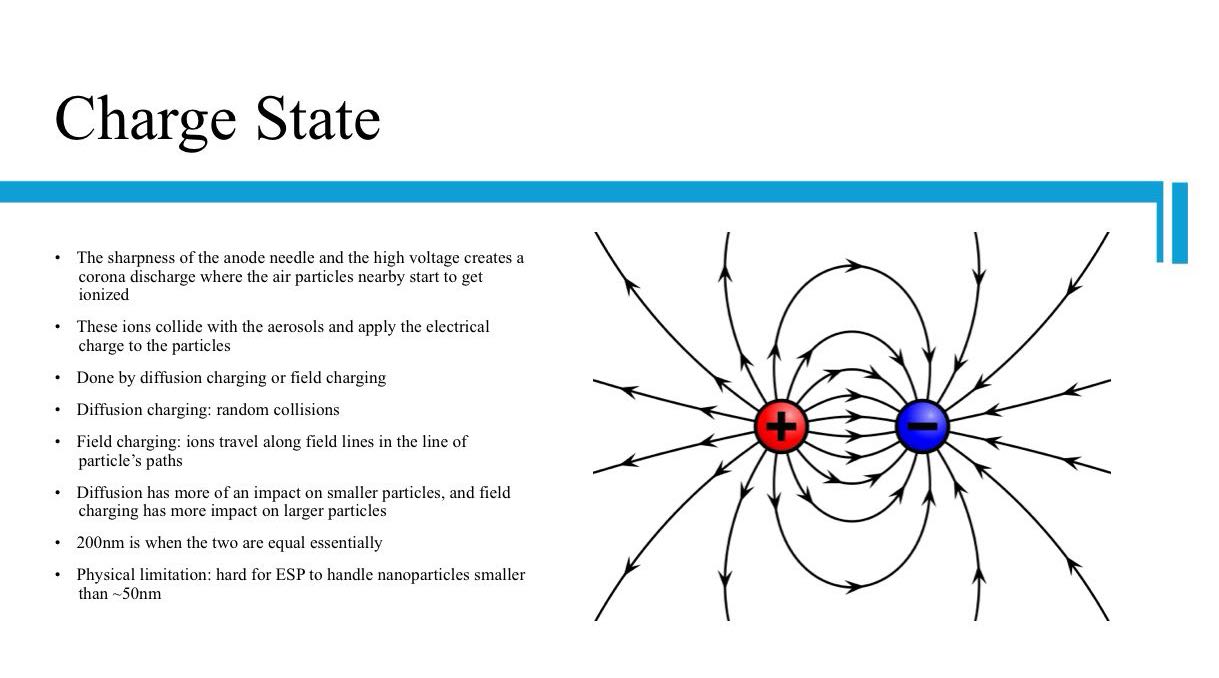 Charge State
• The sharpness of the anode needle and the high voltage creates a
corona discharge where the air particles nearby start to get
ionized
• These ions collide with the aerosols and apply the electrical
charge to the particles
• Done by diffusion charging or field charging
• Diffusion charging: random collisions
• Field charging: ions travel along field lines in the line of
particle’s paths
• Diffusion has more of an impact on smaller particles, and field
charging has more impact on larger particles
• 200nm is when the two are equal essentially
• Physical limitation: hard for ESP to handle nanoparticles smaller
than ~50nm
+ −